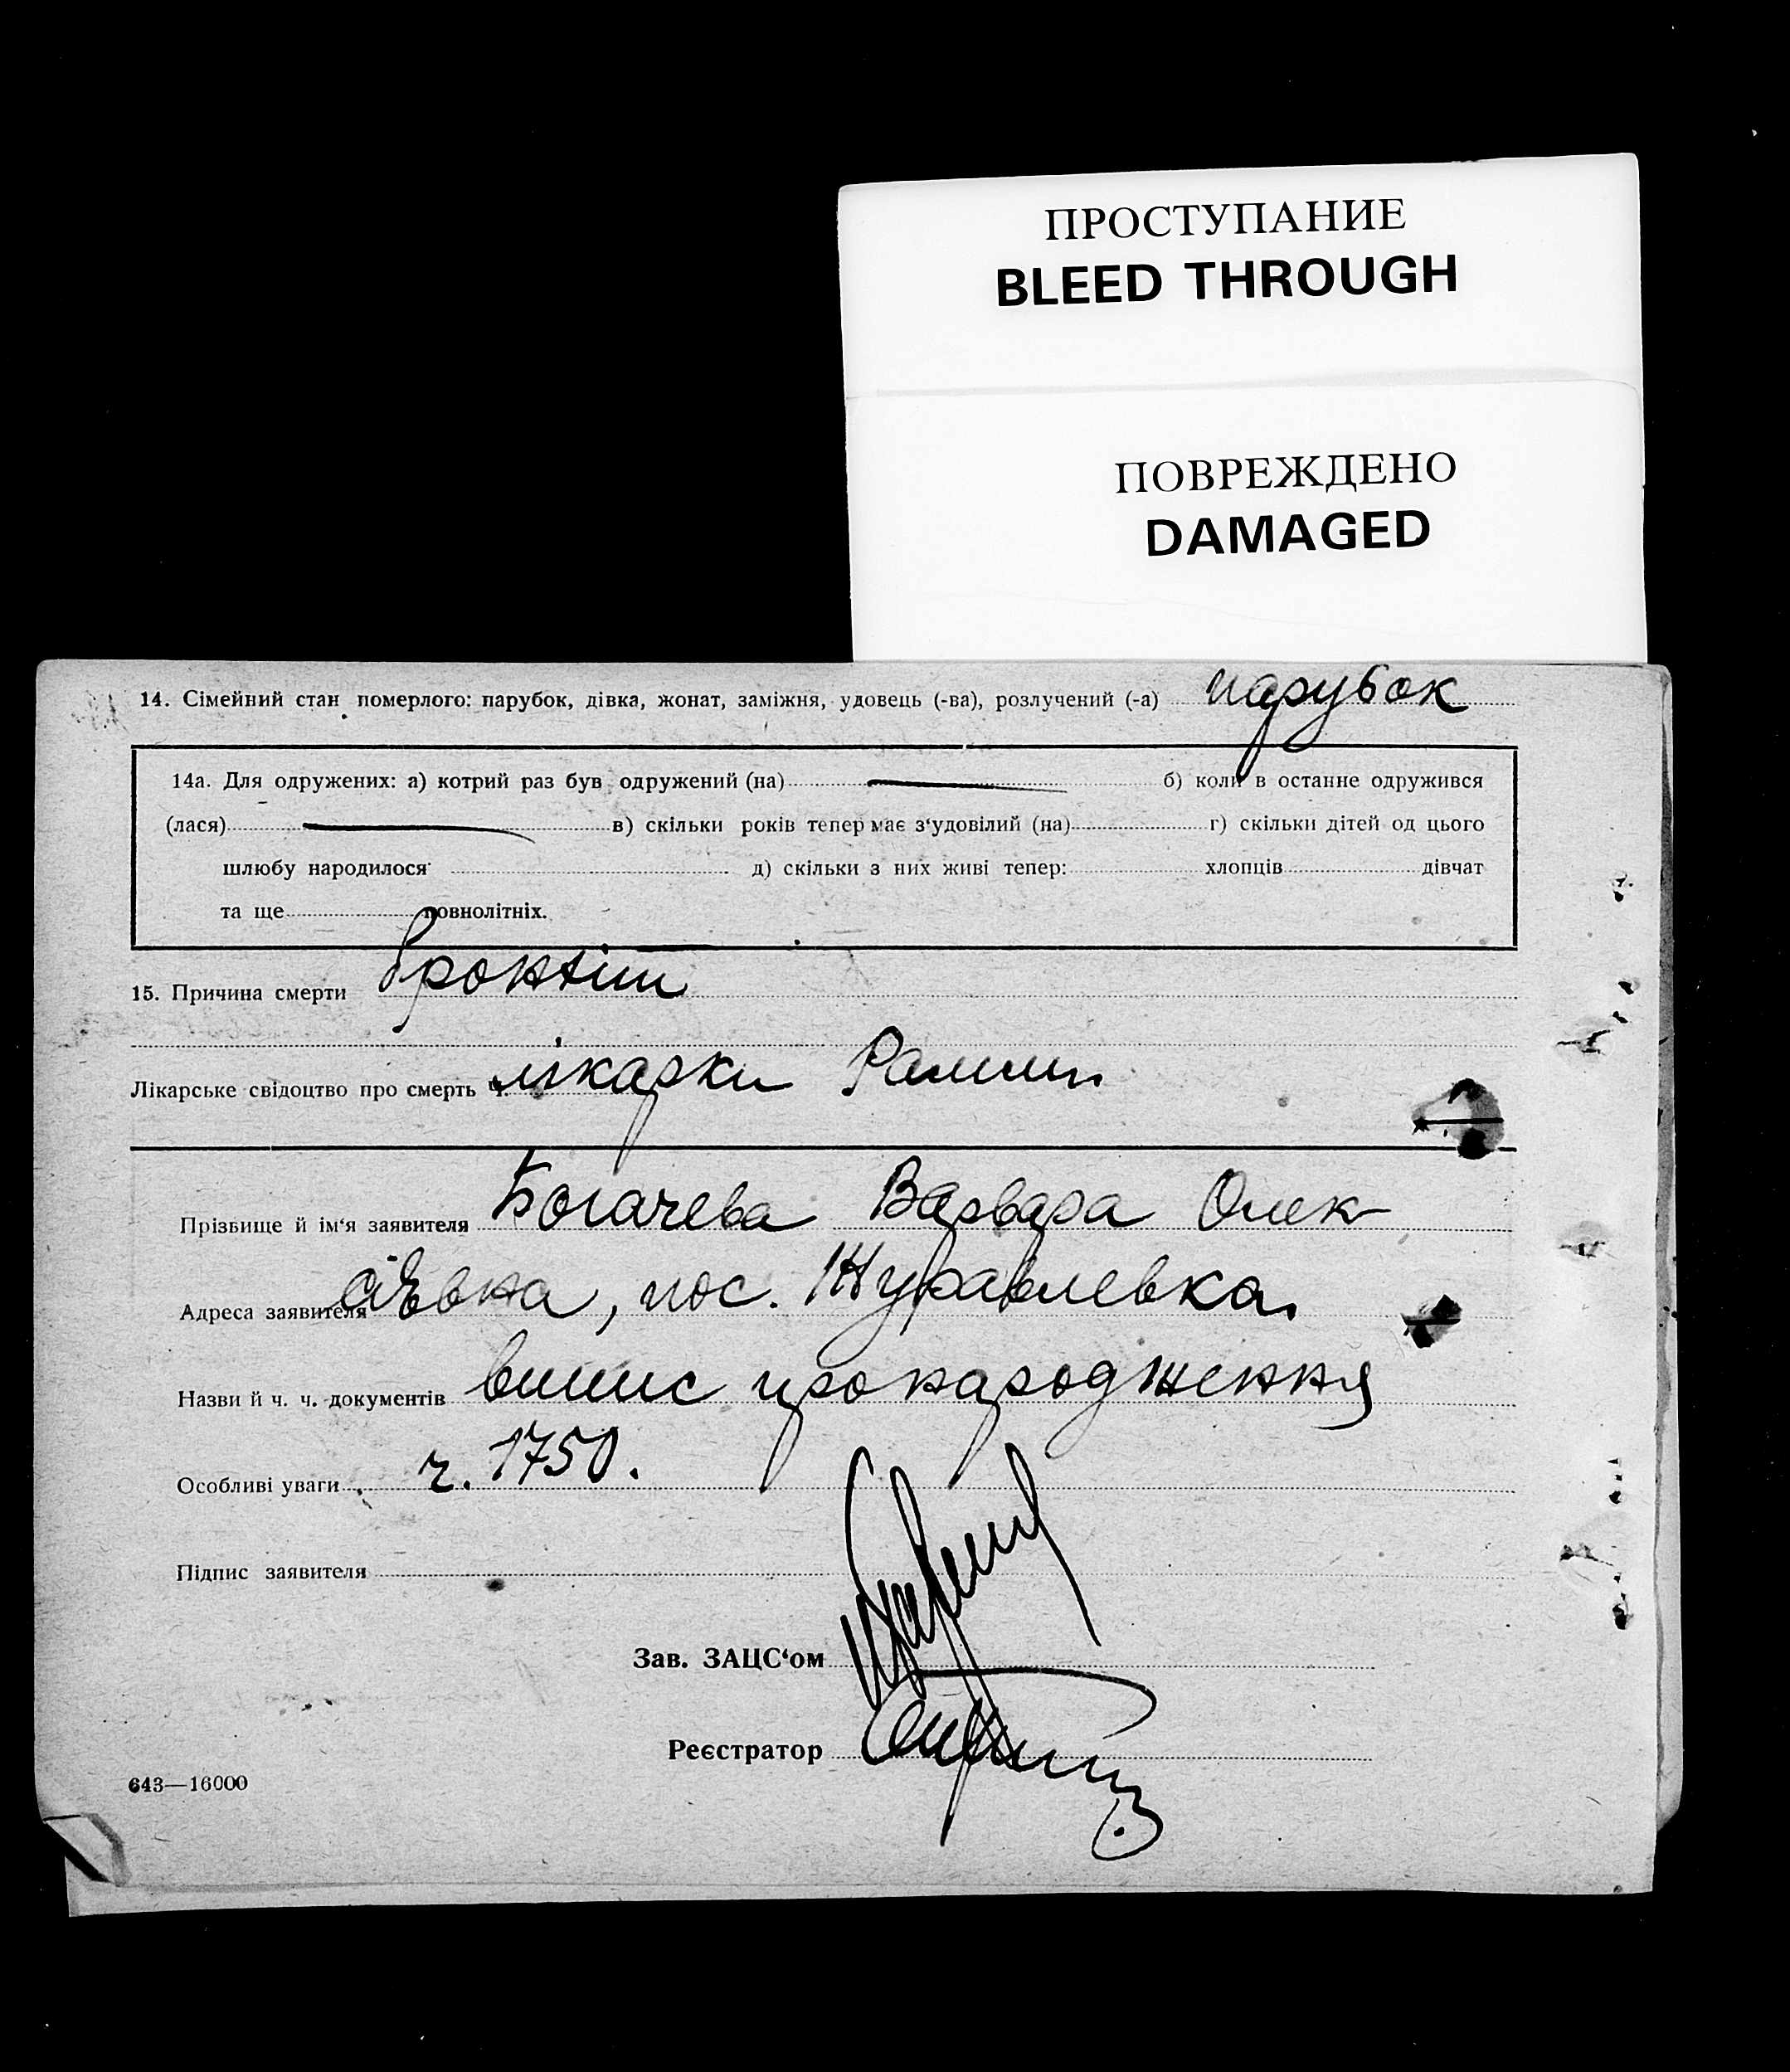 ПРОСТУПАНИЕ
BLEED THROUGH
ПОВРЕЖДЕНО
DAMAGED
14. Сімейний стан померлого: парубок, дівка, жонат, заміжня, удовець (-ва), розлучений (-а) парубок
14а. Для одружених: а) котрий раз був одружений (на) б) коли в останнє одружився
(лася) в) скільки років тепер має з'удовілий (на) г) скільки дітей од цього
шлюбу народилося д) скільки з них живі тепер: хлопців дівчат
та ще повнолітніх.
15. Причина смерти бронхіт
Лікарське свідоцтво про смерть ч. лікарки
Прізвище й ім'я заявителя Богачева Варвара Олек
Адреса заявителя сіївна, пос. Журавлевка.
Назви й ч. ч. документів випис про народження
Особливі уваги ч. 1750.
Підпис заявителя
Зав. ЗАЦС'ом
Реєстратор
643—16000